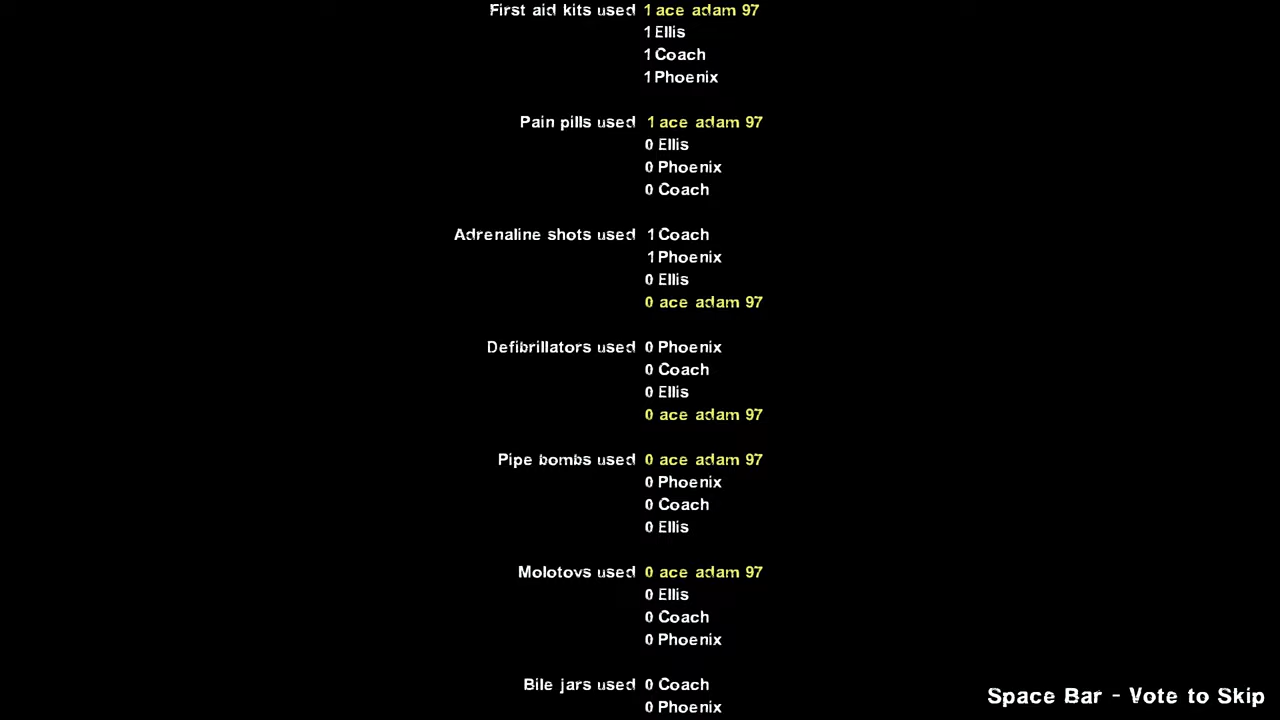 First aid kits used 1 ace adam 97
1 Ellis
1 Coach
1 Phoenix
Pain pills used 1 ace adam 97
0 Ellis
0 Phoenix
0 Coach
Adrenaline shots used 1 Coach
1 Phoenix
0 Ellis
0 ace adam 97
Defibrillators used 0 Phoenix
0 Coach
0 Ellis
0 ace adam 97
Pipe bombs used 0 ace adam 97
0 Phoenix
0 Coach
0 Ellis
Molotovs used 0 ace adam 97
0 Ellis
0 Coach
0 Phoenix
Bile jars used 0 Coach
0 Phoenix
Space Bar - Vote to Skip